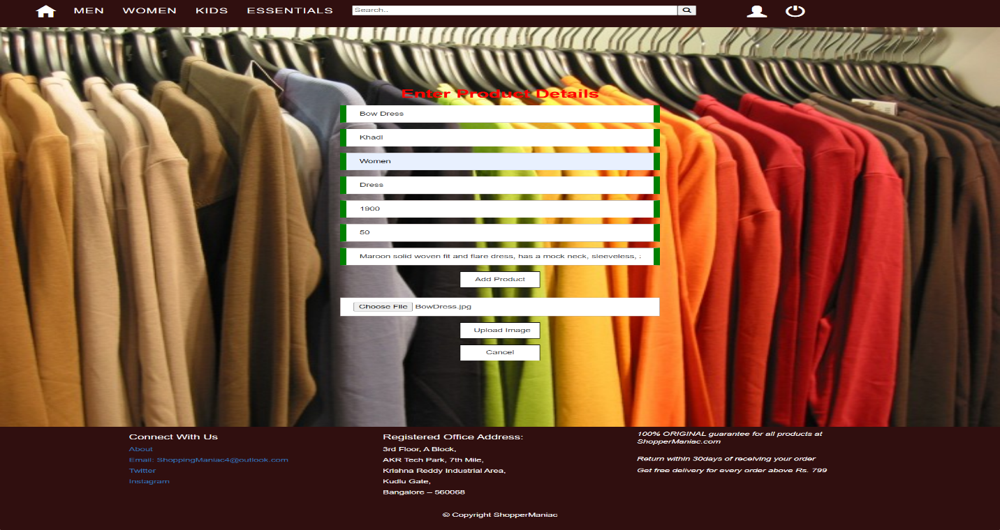 MEN WOMEN KIDS ESSENTIALS Search..
Enter Product Details
Bow Dress
Khadi
Women
Dress
1900
50
Maroon solid woven fit and flare dress, has a mock neck, sleeveless,
Add Product
Choose File BowDress.jpg
Upload Image
Cancel
Connect With Us
About
Email: ShoppingManiac4@outlook.com
Twitter
Instagram
Registered Office Address:
3rd Floor, A Block,
AKR Tech Park, 7th Mile,
Krishna Reddy Industrial Area,
Kudlu Gate,
Bangalore – 560068
100% ORIGINAL guarantee for all products at
ShopperManiac.com
Return within 30days of receiving your order
Get free delivery for every order above Rs. 799
© Copyright ShopperManiac